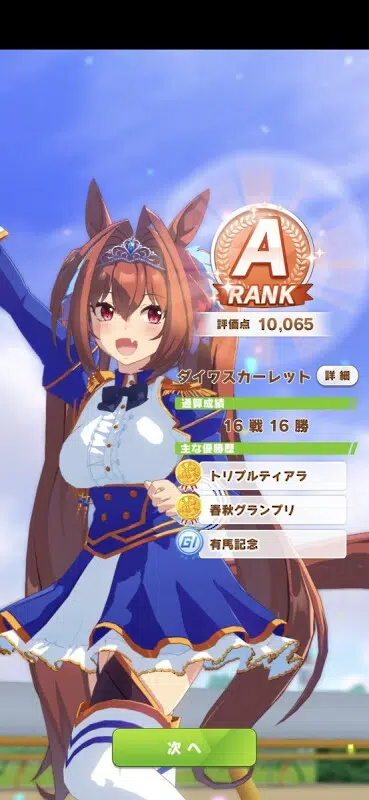 A
RANK
評価点 10,065
ダイワスカーレット 詳細
通算成績
16 戦 16 勝
主な優勝歴
トリプルティアラ
春秋グランプリ
GI 有馬記念
次へ